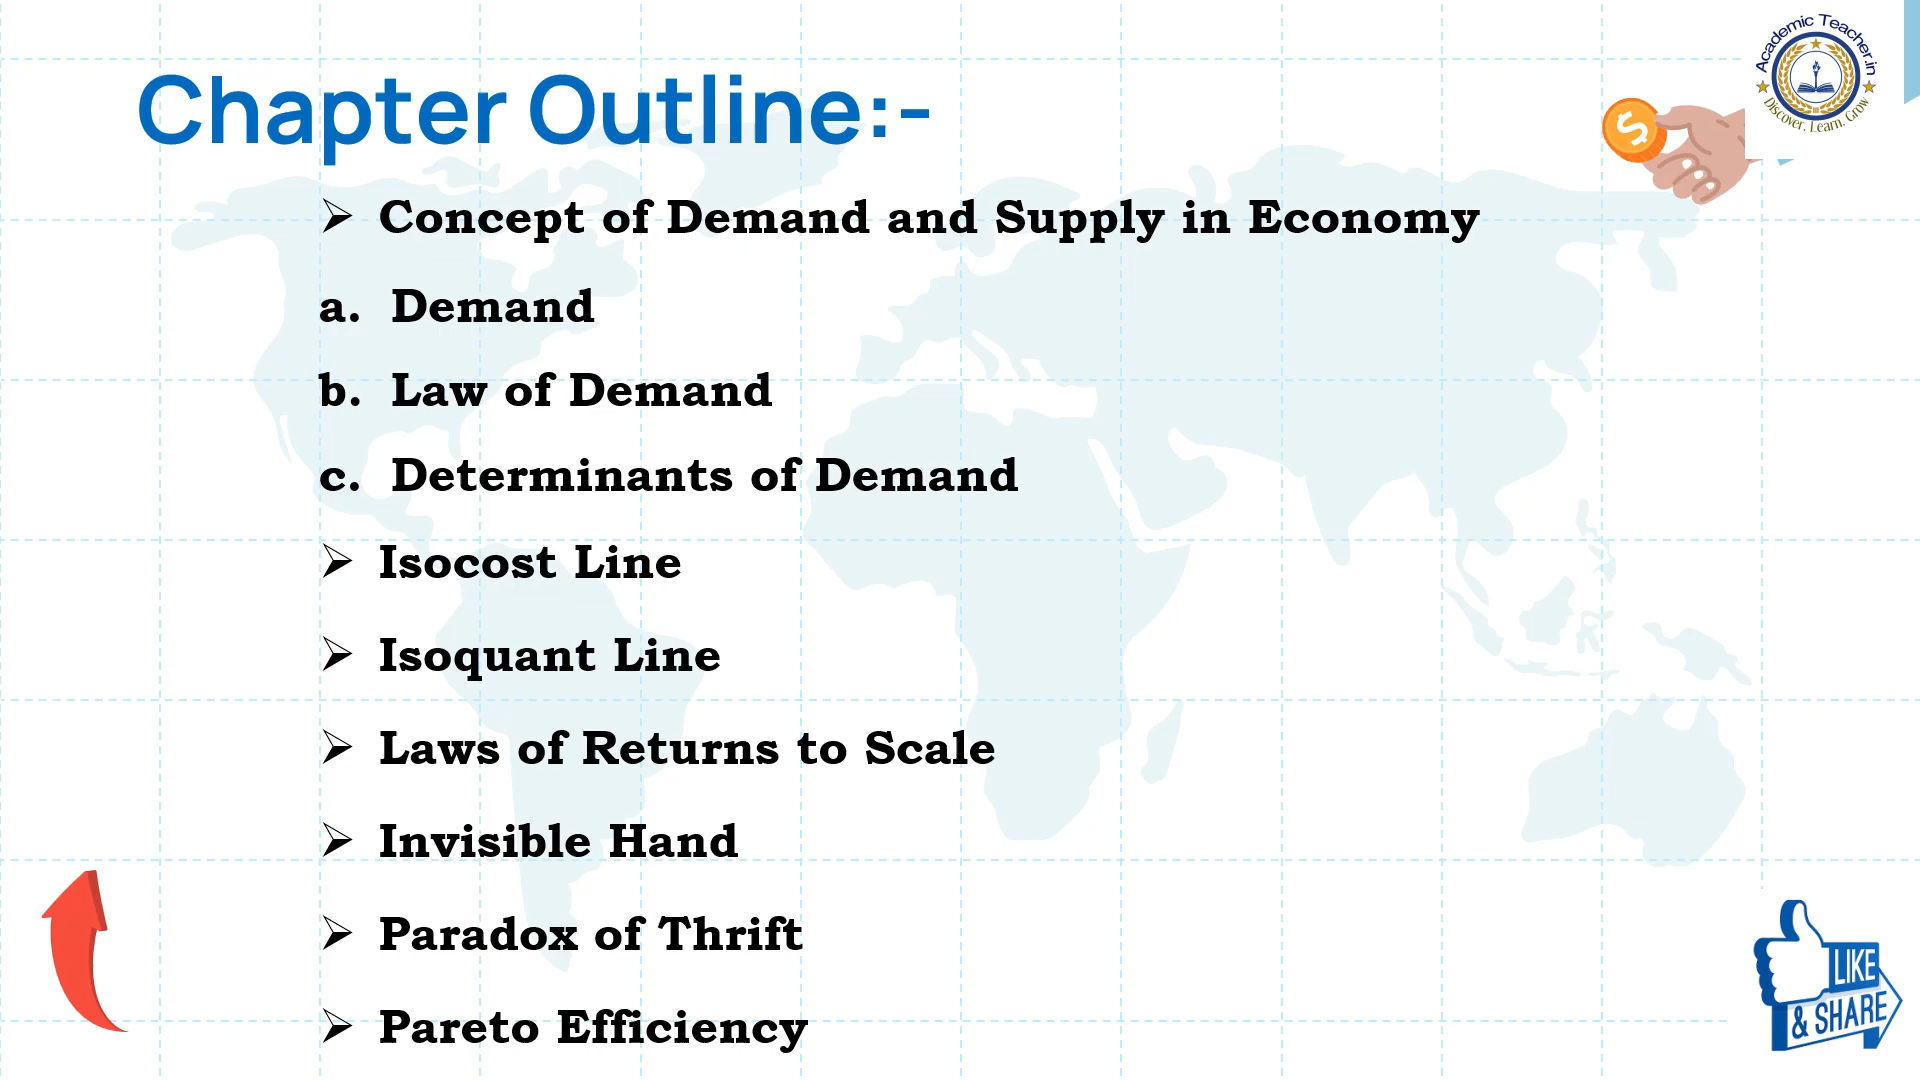 Chapter Outline:-
Academic Teacher.in
Discover. Learn. Grow
$
➢ Concept of Demand and Supply in Economy
a. Demand
b. Law of Demand
c. Determinants of Demand
➢ Isocost Line
➢ Isoquant Line
➢ Laws of Returns to Scale
➢ Invisible Hand
➢ Paradox of Thrift
➢ Pareto Efficiency
LIKE
& SHARE